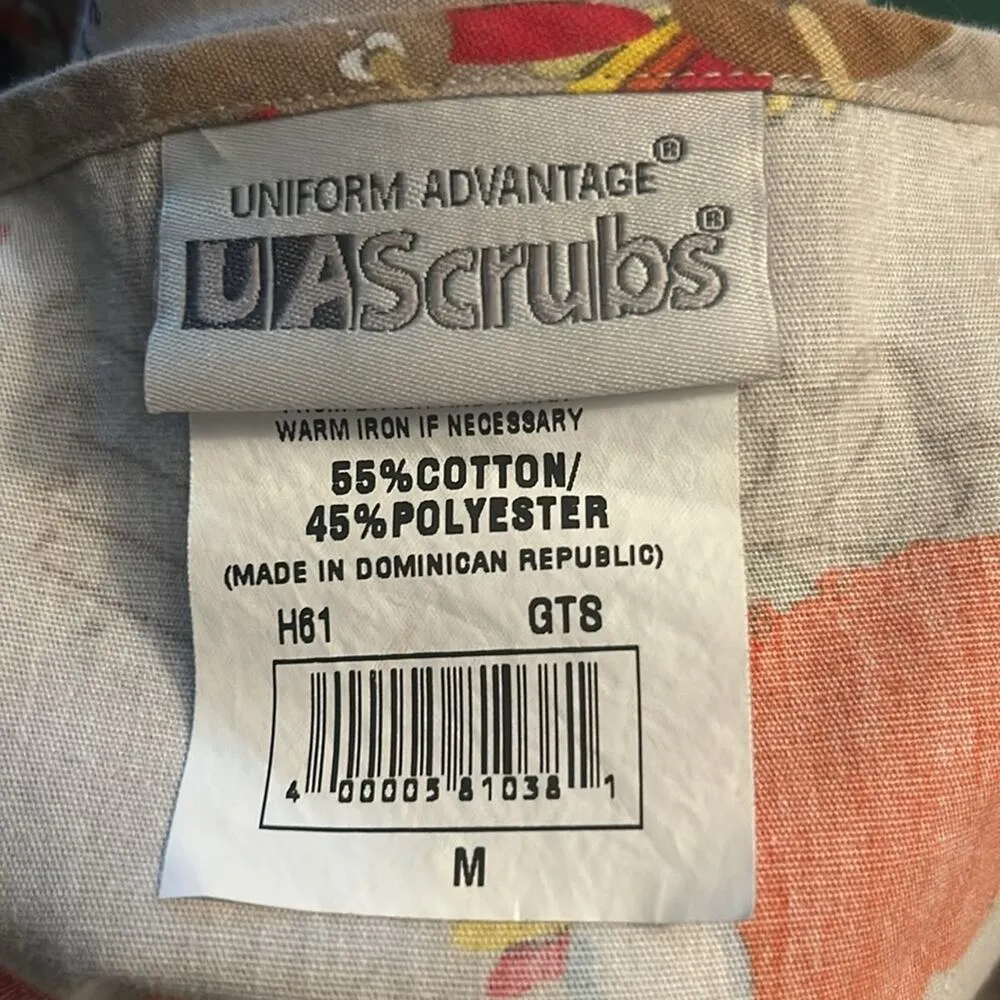 UNIFORM ADVANTAGE®
UAScrubs®
WARM IRON IF NECESSARY
55%COTTON/
45%POLYESTER
(MADE IN DOMINICAN REPUBLIC)
H61 GTS
4 00005 81038 1
M